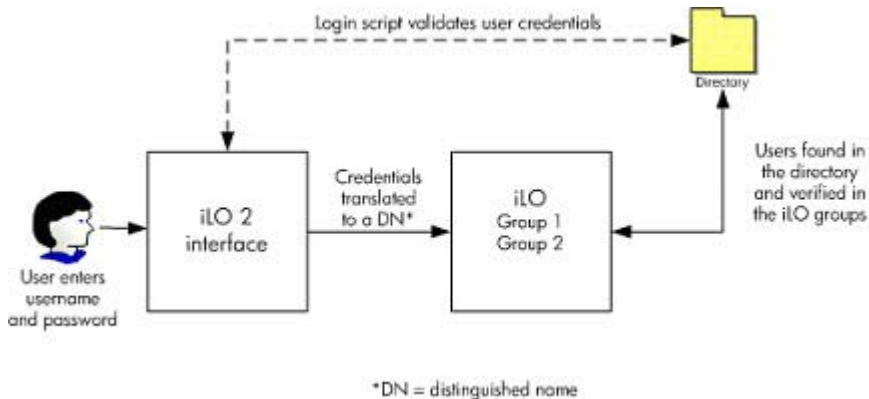 Login script validates user credentials
Directory
Users found in
the directory
and verified in
the iLO groups
Credentials
translated
to a DN*
iLO 2
interface
iLO
Group 1
Group 2
User enters
username
and password
*DN = distinguished name